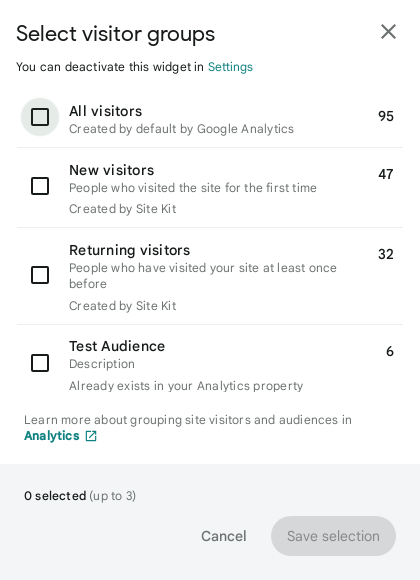 Select visitor groups
You can deactivate this widget in Settings
All visitors
95
Created by default by Google Analytics
New visitors
47
People who visited the site for the first time
Created by Site Kit
Returning visitors
32
People who have visited your site at least once
before
Created by Site Kit
Test Audience
6
Description
Already exists in your Analytics property
Learn more about grouping site visitors and audiences in
Analytics
0 selected (up to 3)
Cancel
Save selection